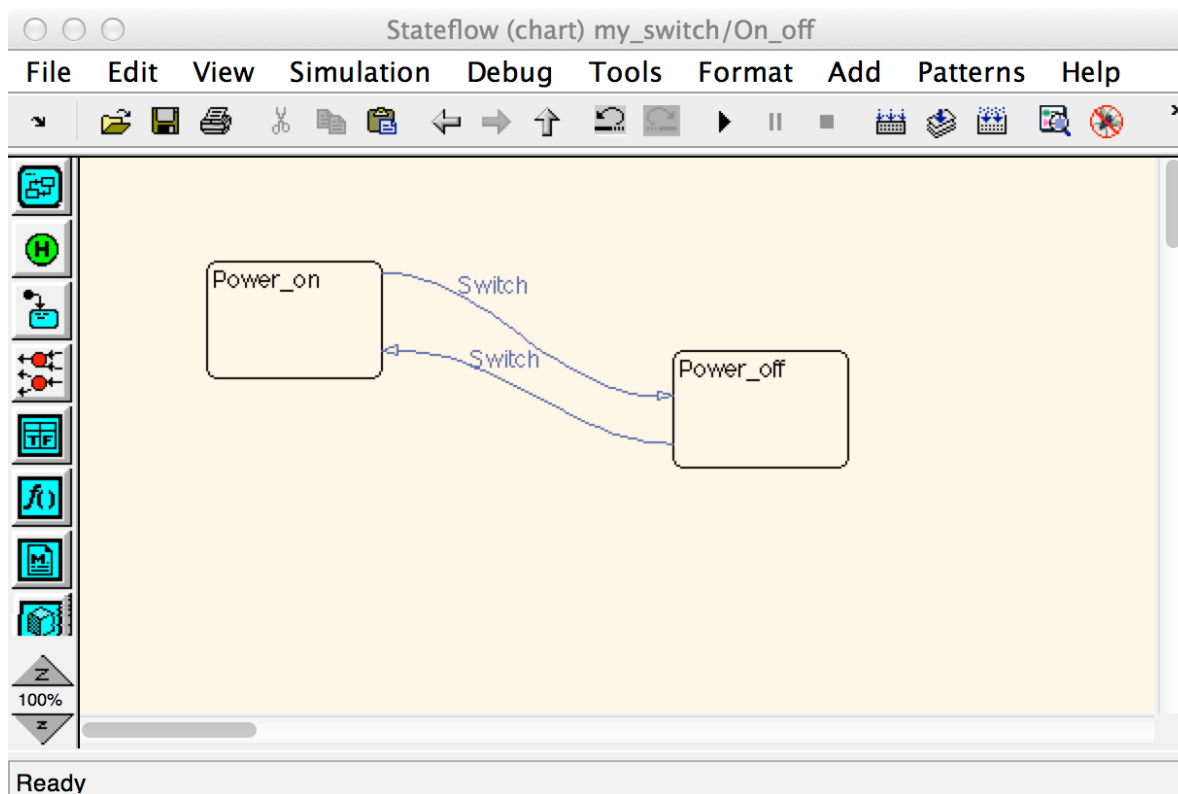 Stateflow (chart) my_switch/On_off
File Edit View Simulation Debug Tools Format Add Patterns Help
H
Power_on
Switch
Switch
Power_off
TF
f()
M
Z
100%
Z
Ready